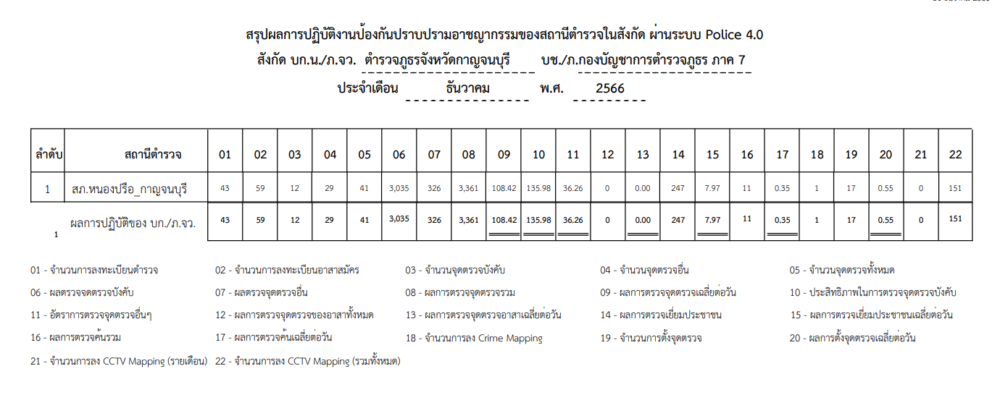 สรุปผลการปฏิบัติงานป้องกันปราบปรามอาชญากรรมของสถานีตำรวจในสังกัด ผ่านระบบ Police 4.0
สังกัด บก.น./ภ.จว. ตำรวจภูธรจังหวัดกาญจนบุรี บช./ภ.กองบัญชาการตำรวจภูธร ภาค 7
ประจำเดือน ธันวาคม พ.ศ. 2566
ลำดับ สถานีตำรวจ 01 02 03 04 05 06 07 08 09 10 11 12 13 14 15 16 17 18 19 20 21 22
1 สภ.หนองปรือ_กาญจนบุรี 43 59 12 29 41 3,035 326 3,361 108.42 135.98 36.26 0 0.00 247 7.97 11 0.35 1 17 0.55 0 151
1 ผลการปฏิบัติของ บก./ภ.จว. 43 59 12 29 41 3,035 326 3,361 108.42 135.98 36.26 0 0.00 247 7.97 11 0.35 1 17 0.55 0 151
01 - จำนวนการลงทะเบียนตำรวจ 02 - จำนวนการลงทะเบียนอาสาสมัคร 03 - จำนวนจุดตรวจบังคับ 04 - จำนวนจุดตรวจอื่น 05 - จำนวนจุดตรวจทั้งหมด
06 - ผลตรวจจุดตรวจบังคับ 07 - ผลตรวจจุดตรวจอื่น 08 - ผลการตรวจจุดตรวจรวม 09 - ผลการตรวจจุดตรวจเฉลี่ยต่อวัน 10 - ประสิทธิภาพในการตรวจจุดตรวจบังคับ
11 - อัตราการตรวจจุดตรวจอื่นๆ 12 - ผลการตรวจจุดตรวจของอาสาทั้งหมด 13 - ผลการตรวจจุดตรวจอาสาเฉลี่ยต่อวัน 14 - ผลการตรวจเยี่ยมประชาชน 15 - ผลการตรวจเยี่ยมประชาชนเฉลี่ยต่อวัน
16 - ผลการตรวจค้นรวม 17 - ผลการตรวจค้นเฉลี่ยต่อวัน 18 - จำนวนการลง Crime Mapping 19 - จำนวนการตั้งจุดตรวจ 20 - ผลการตั้งจุดตรวจเฉลี่ยต่อวัน
21 - จำนวนการลง CCTV Mapping (รายเดือน) 22 - จำนวนการลง CCTV Mapping (รวมทั้งหมด)